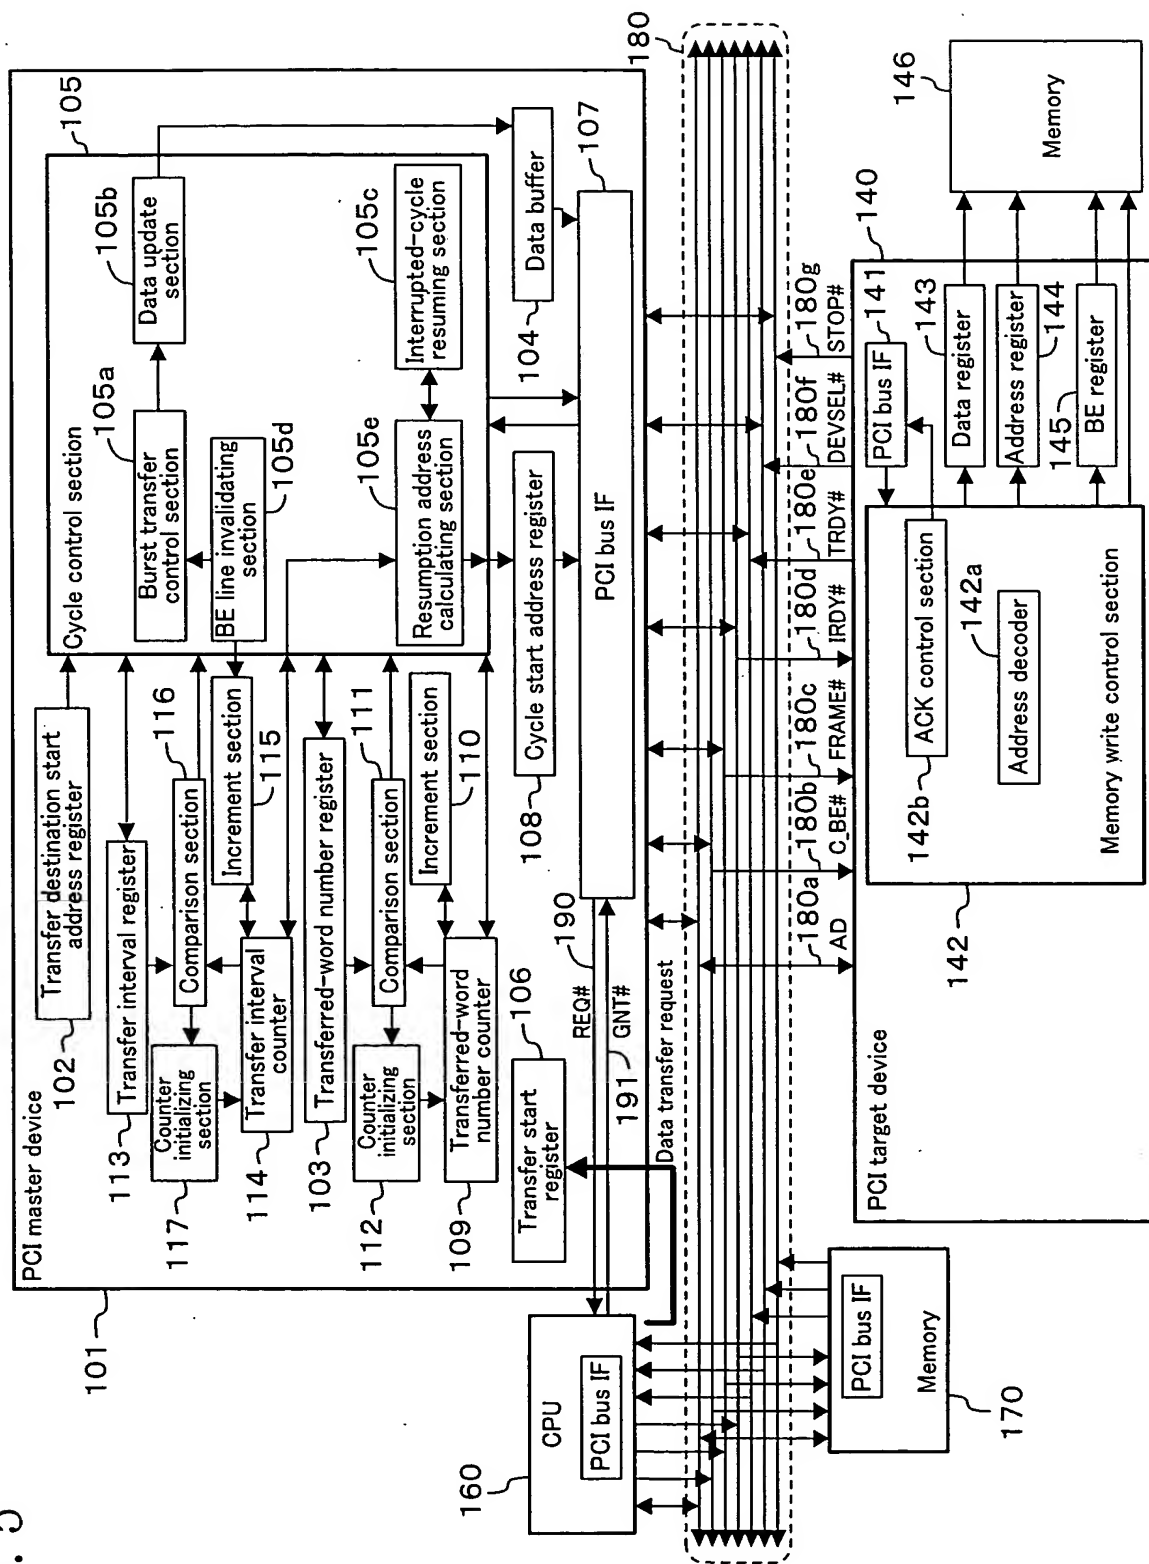 . 5
PCI master device
101
102
Transfer destination start
address register
113
Transfer interval register
117
Counter
initializing
section
Comparison section
116
114
Transfer interval
counter
Increment section
115
103
Transferred-word number register
112
Counter
initializing
section
Comparison section
111
109
Transferred-word
number counter
Increment section
110
Transfer start
register
106
Cycle control section
105
Burst transfer
control section
105a
Data update
section
105b
BE line invalidating
section
105d
Resumption address
calculating section
105e
Interrupted-cycle
resuming section
105c
108
Cycle start address register
104
Data buffer
PCI bus IF
107
REQ#
190
191
GNT#
Data transfer request
180
160
CPU
PCI bus IF
PCI bus IF
Memory
170
180a
AD
180b
C_BE#
180c
FRAME#
180d
IRDY#
180e
TRDY#
180f
DEVSEL#
180g
STOP#
PCI target device
140
142
142b
ACK control section
142a
Address decoder
Memory write control section
PCI bus IF
141
Data register
143
Address register
144
145
BE register
146
Memory